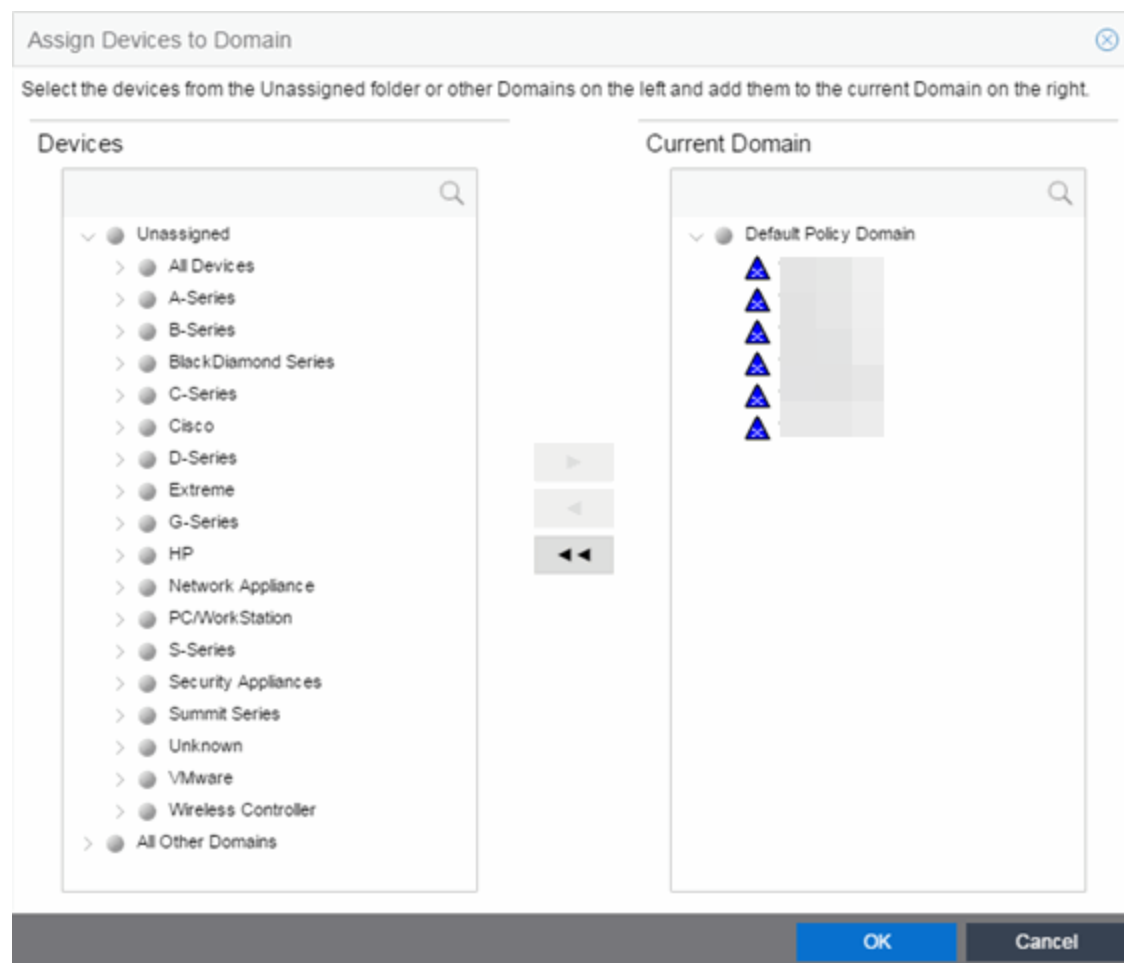 Assign Devices to Domain
Select the devices from the Unassigned folder or other Domains on the left and add them to the current Domain on the right.
Devices
Unassigned
All Devices
A-Series
B-Series
BlackDiamond Series
C-Series
Cisco
D-Series
Extreme
G-Series
HP
Network Appliance
PC/WorkStation
S-Series
Security Appliances
Summit Series
Unknown
VMware
Wireless Controller
All Other Domains
Current Domain
Default Policy Domain
OK
Cancel